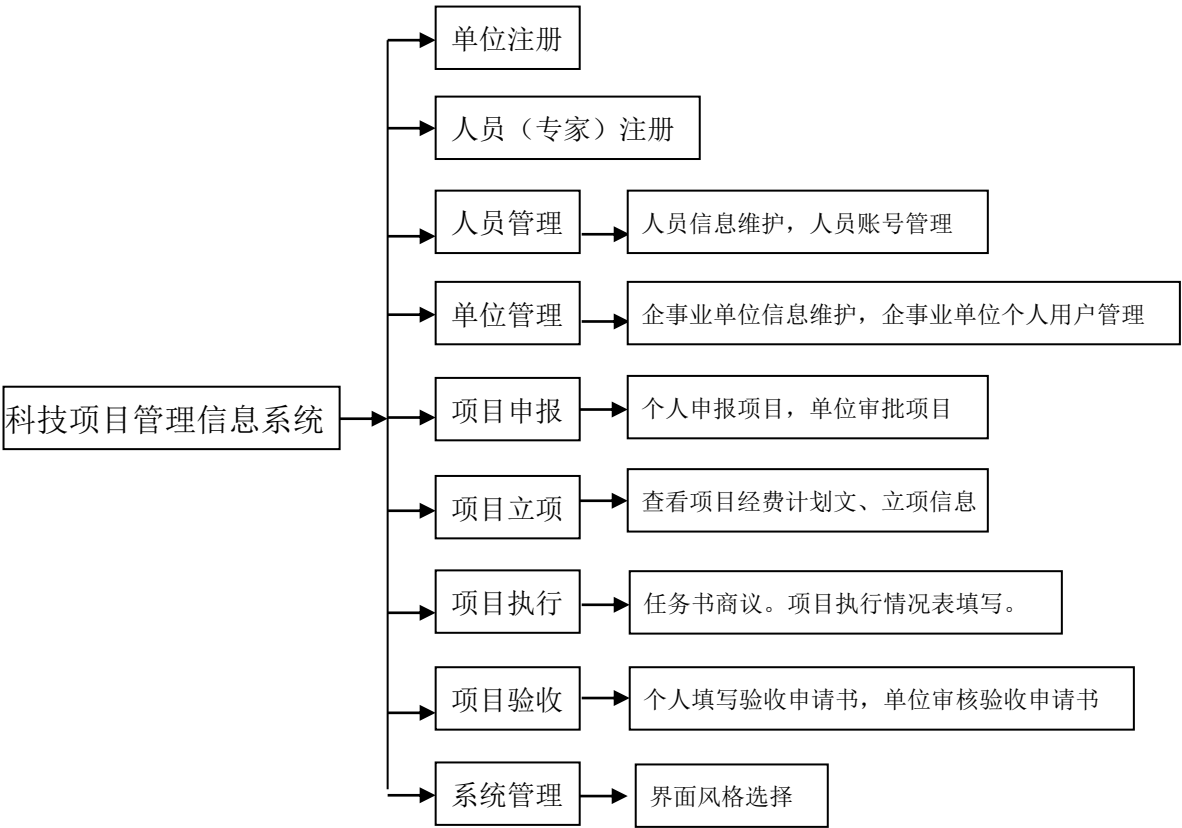 单位注册
人员（专家）注册
人员管理
人员信息维护，人员账号管理
单位管理
企事业单位信息维护，企事业单位个人用户管理
科技项目管理信息系统
项目申报
个人申报项目，单位审批项目
项目立项
查看项目经费计划文、立项信息
项目执行
任务书商议。项目执行情况表填写。
项目验收
个人填写验收申请书，单位审核验收申请书
系统管理
界面风格选择